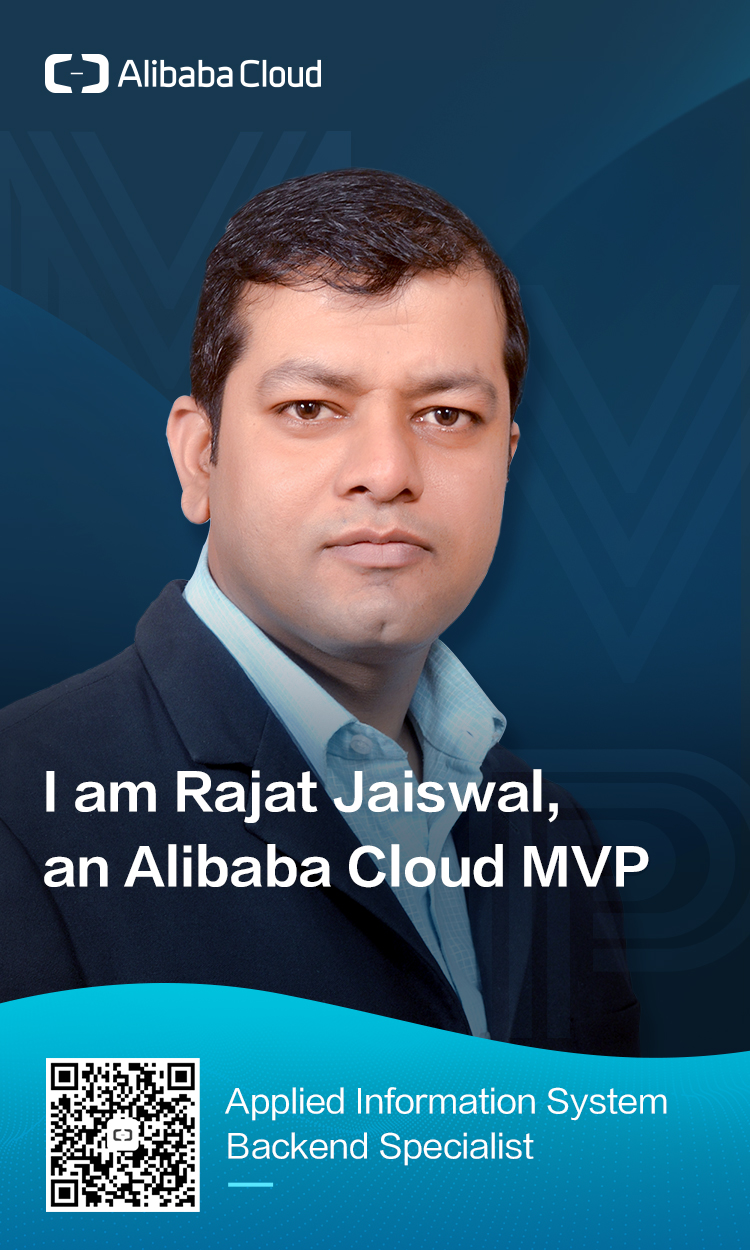 Alibaba Cloud
I am Rajat Jaiswal,
an Alibaba Cloud MVP
Applied Information System
Backend Specialist